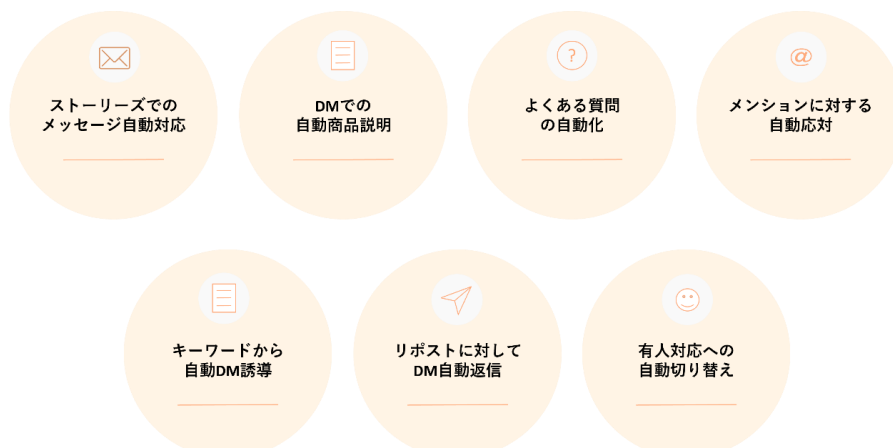 ストーリーズでの
メッセージ自動対応
DMでの
自動商品説明
?
よくある質問
の自動化
@
メンションに対する
自動応対
キーワードから
自動DM誘導
リポストに対して
DM自動返信
有人対応への
自動切り替え